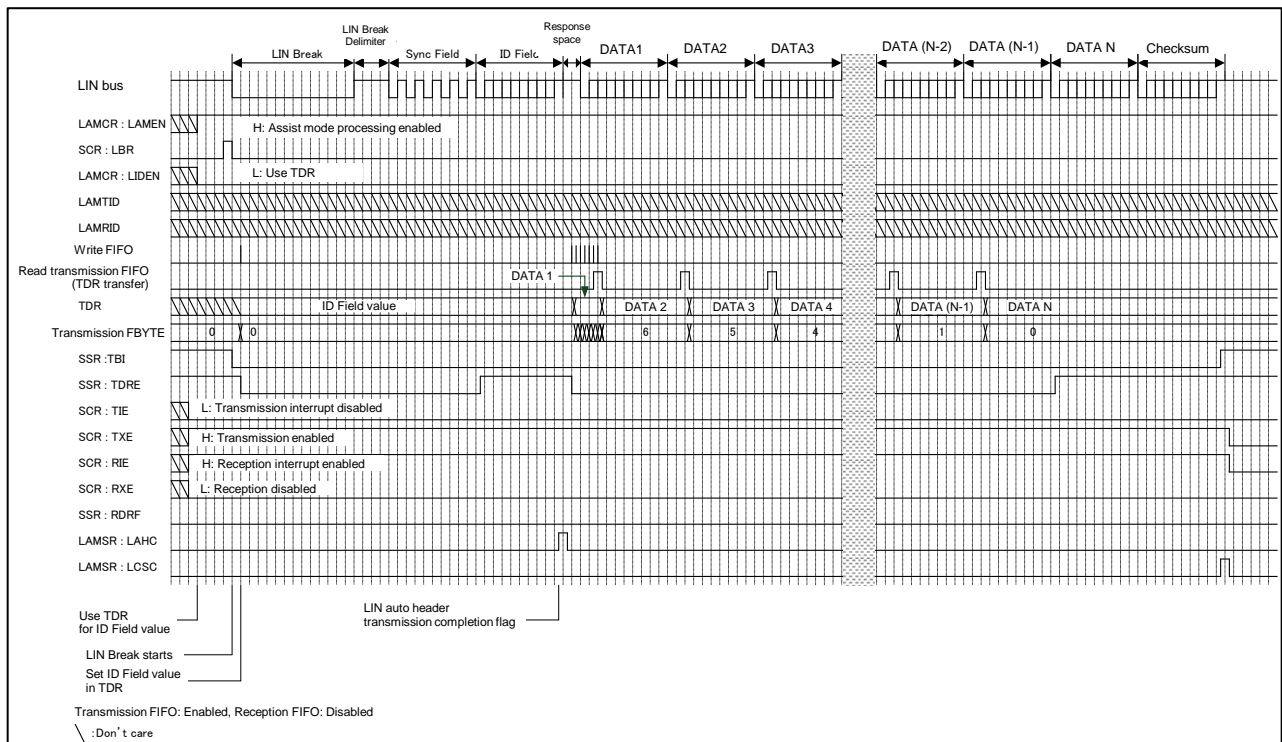 LIN Break
LIN Break
Delimiter
Sync Field
ID Field
Response
space
DATA1
DATA2
DATA3
DATA (N-2)
DATA (N-1)
DATA N
Checksum
LIN bus
LAMCR : LAMEN
H: Assist mode processing enabled
SCR : LBR
LAMCR : LIDEN
L: Use TDR
LAMTID
LAMRID
Write FIFO
Read transmission FIFO
(TDR transfer)
DATA 1
TDR
ID Field value
DATA 2
DATA 3
DATA 4
DATA (N-1)
DATA N
Transmission FBYTE
0
0
6
5
4
1
0
SSR :TBI
SSR : TDRE
SCR : TIE
L: Transmission interrupt disabled
SCR : TXE
H: Transmission enabled
SCR : RIE
H: Reception interrupt enabled
SCR : RXE
L: Reception disabled
SSR : RDRF
LAMSR : LAHC
LAMSR : LCSC
Use TDR
for ID Field value
LIN auto header
transmission completion flag
LIN Break starts
Set ID Field value
in TDR
Transmission FIFO: Enabled, Reception FIFO: Disabled
:Don't care